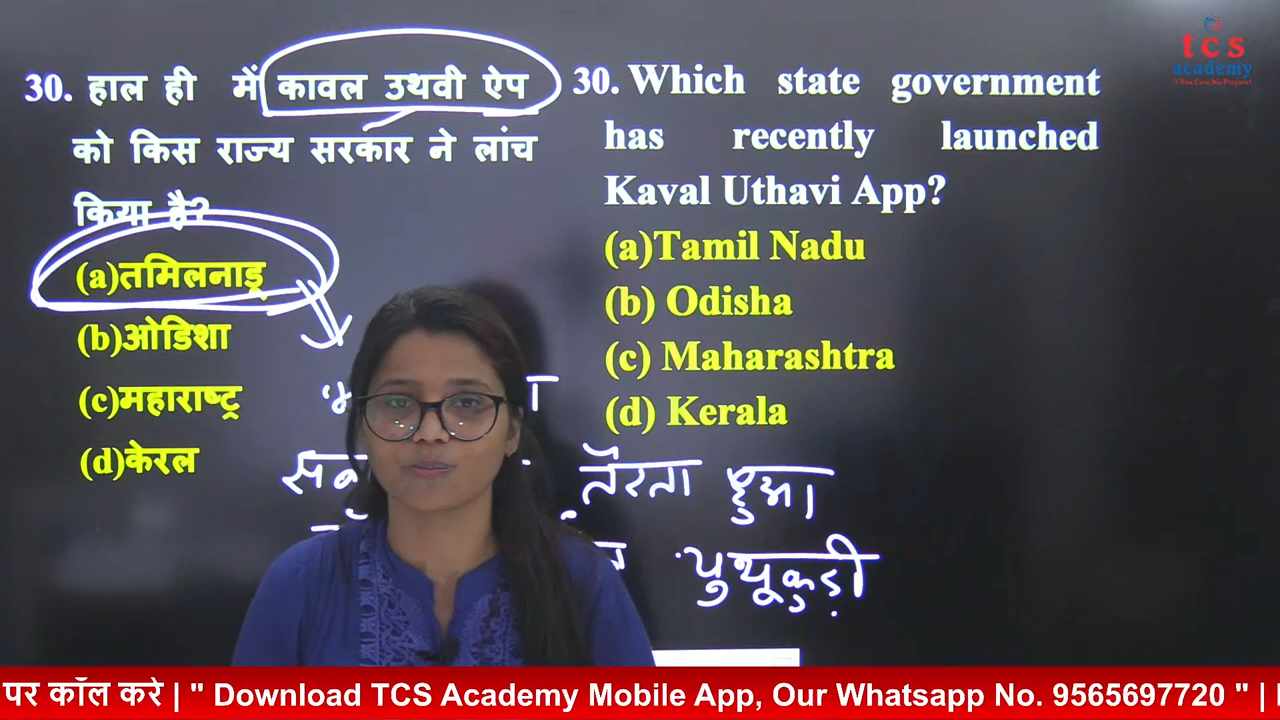 30. हाल ही में कावल उथवी ऐप
को किस राज्य सरकार ने लांच
किया है?
(a)तमिलनाडू
(b)ओडिशा
(c)महाराष्ट्र
(d)केरल
30. Which state government
has recently launched
Kaval Uthavi App?
(a)Tamil Nadu
(b) Odisha
(c) Maharashtra
(d) Kerala
तैरता हुआ
पुथूकुड़ी
tcs
academy
पर कॉल करे | " Download TCS Academy Mobile App, Our Whatsapp No. 9565697720 " |